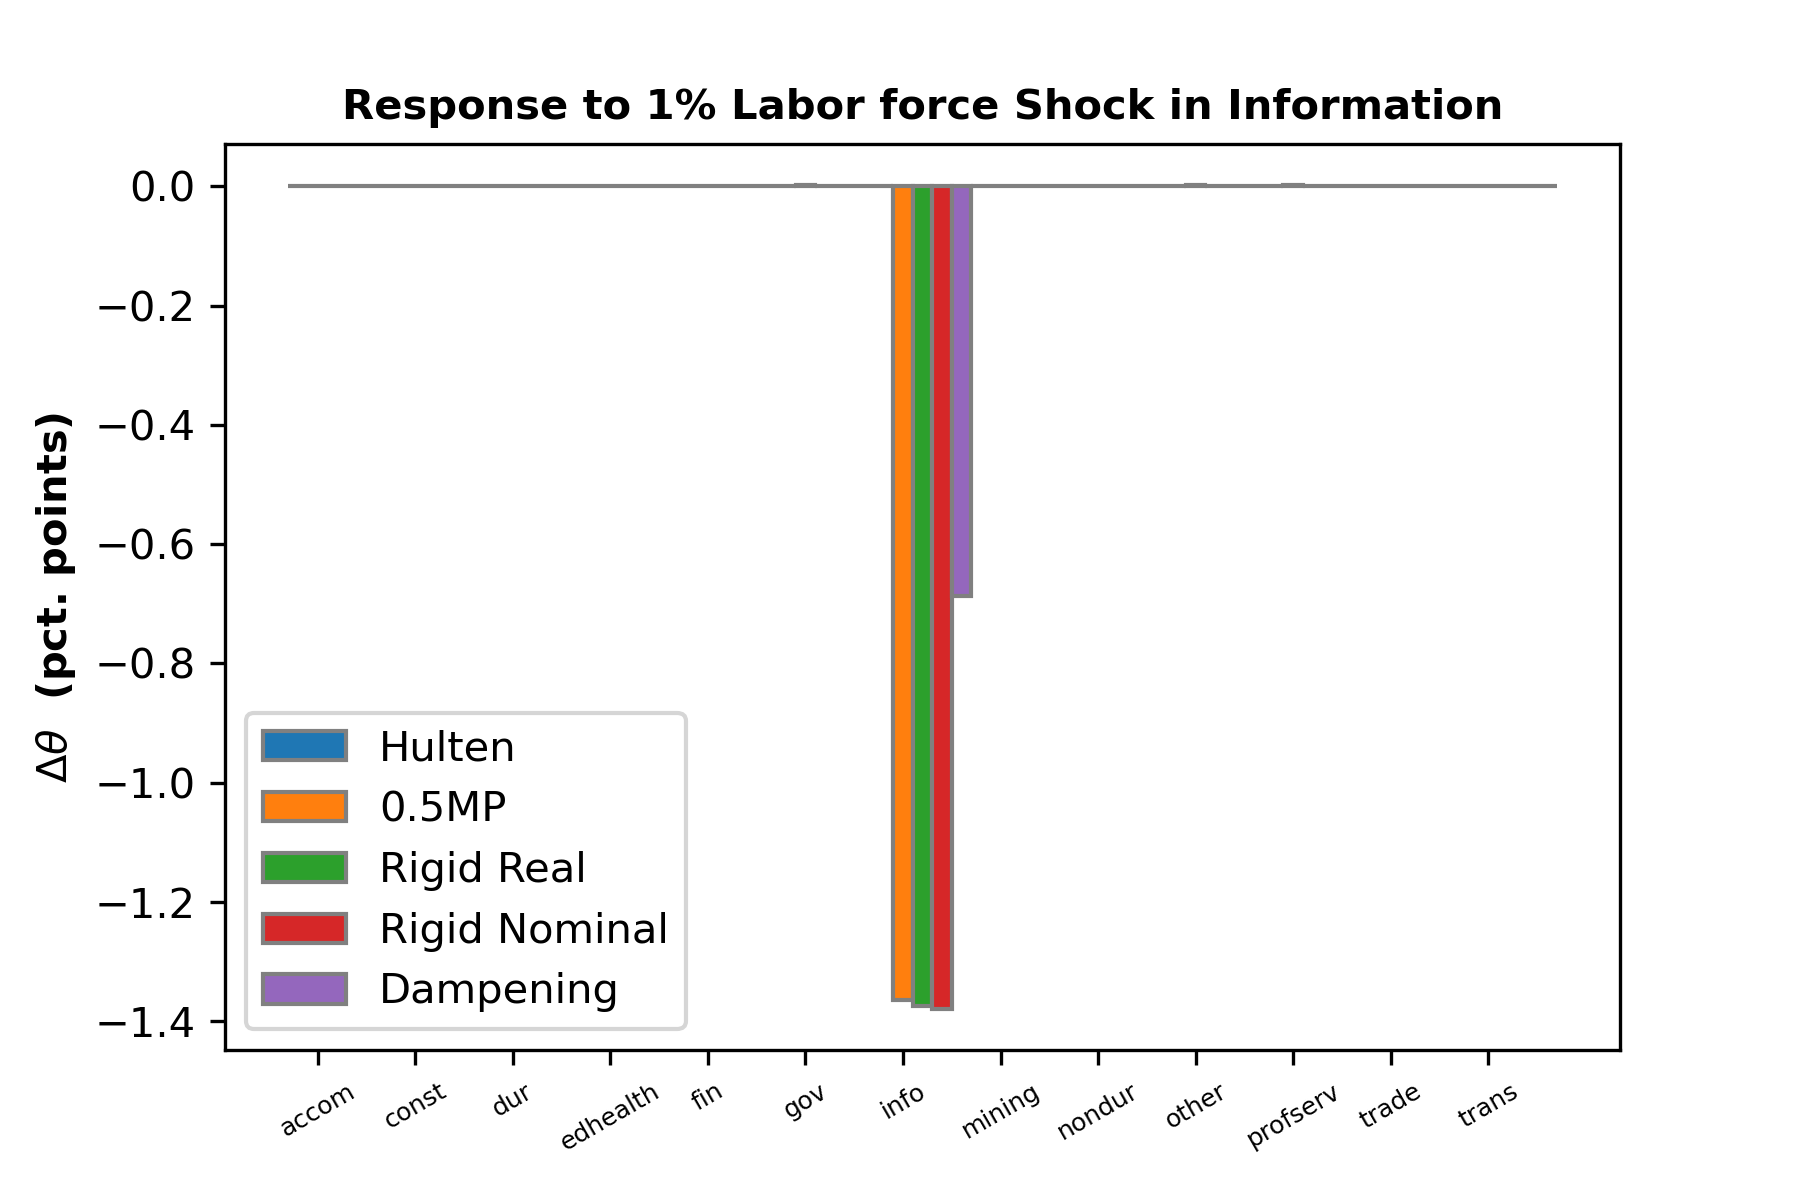 Response to 1% Labor force Shock in Information
Δθ (pct. points)
0.0
−0.2
−0.4
−0.6
−0.8
−1.0
−1.2
−1.4
Hulten
0.5MP
Rigid Real
Rigid Nominal
Dampening
accom const dur edhealth fin gov info mining nondur other profserv trade trans